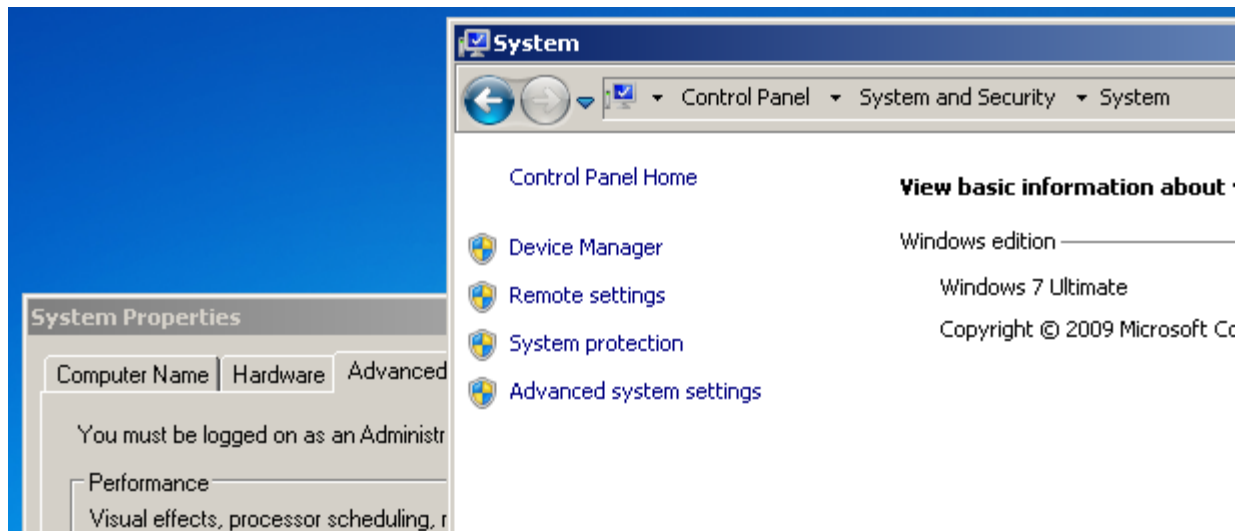 System
Control Panel System and Security System
Control Panel Home
View basic information about
Device Manager
Windows edition
Remote settings
Windows 7 Ultimate
System protection
Copyright © 2009 Microsoft
Advanced system settings
System Properties
Computer Name Hardware Advanced
You must be logged on as an
Performance
Visual effects, processor scheduling,